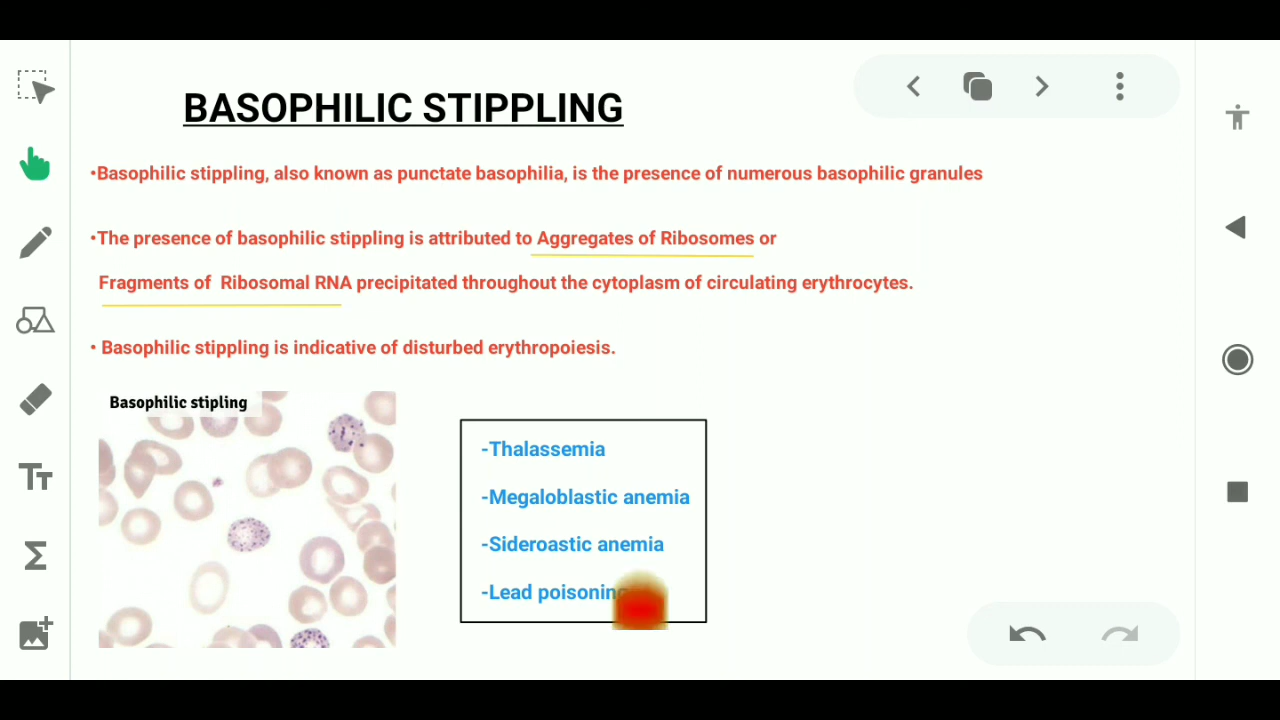 BASOPHILIC STIPPLING
•Basophilic stippling, also known as punctate basophilia, is the presence of numerous basophilic granules
•The presence of basophilic stippling is attributed to Aggregates of Ribosomes or
Fragments of Ribosomal RNA precipitated throughout the cytoplasm of circulating erythrocytes.
• Basophilic stippling is indicative of disturbed erythropoiesis.
Basophilic stipling
-Thalassemia
-Megaloblastic anemia
-Sideroastic anemia
-Lead poisoning
Tт
Σ